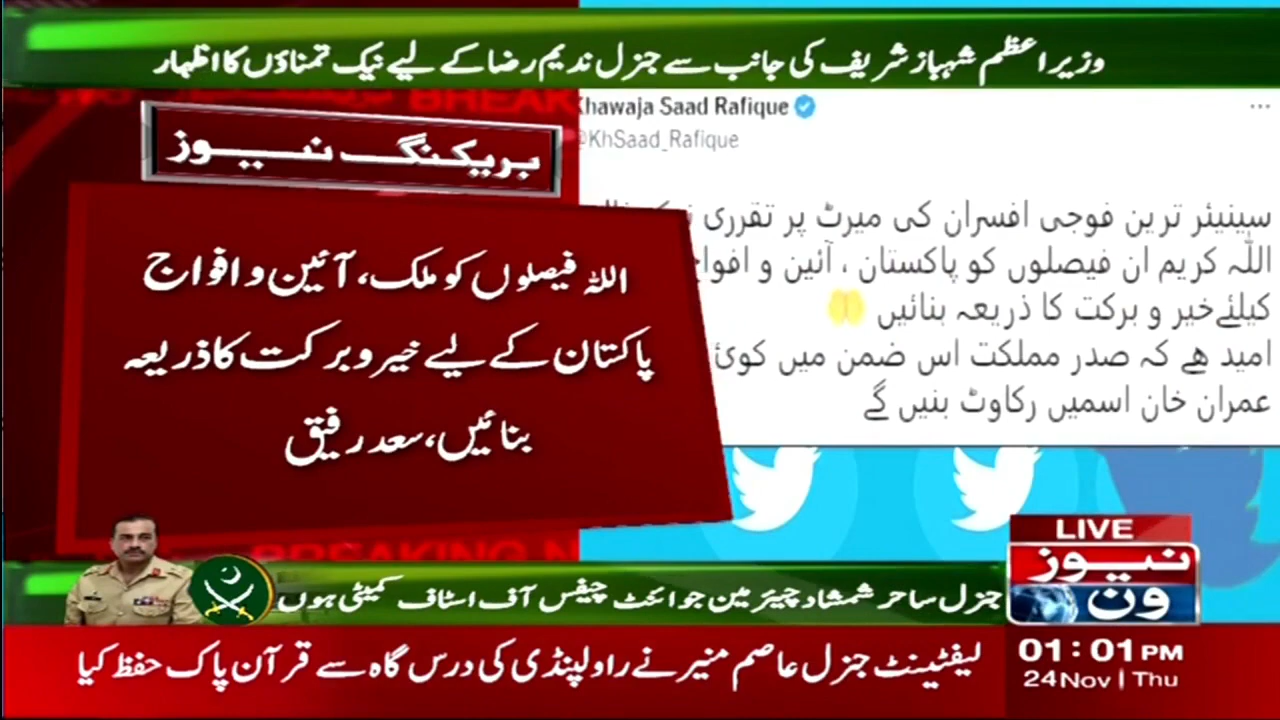 وزیراعظم شہباز شریف کی جانب سے جنرل ندیم رضا کے لیے نیک تمناؤں کا اظہار
Khawaja Saad Rafique
@KhSaad_Rafique
بریکنگ نیوز
سینیئر ترین فوجی افسران کی میرٹ پر تقرری
اللّٰہ کریم ان فیصلوں کو پاکستان ، آئین و افواج
کیلئےخیر و برکت کا ذریعہ بنائیں
امید ھے کہ صدر مملکت اس ضمن میں کوئ
عمران خان اسمیں رکاوٹ بنیں گے
اللہ فیصلوں کو ملک، آئین و افواج
پاکستان کے لیے خیر و برکت کا ذریعہ
بنائیں، سعد رفیق
LIVE
نیوز
ون
جنرل ساحر شمشاد چیئرمین جوائنٹ چیفس آف اسٹاف کمیٹی ہوں
لیفٹیننٹ جنرل عاصم منیر نے راولپنڈی کی درس گاہ سے قرآن پاک حفظ کیا
01:01 PM
24 Nov | Thu